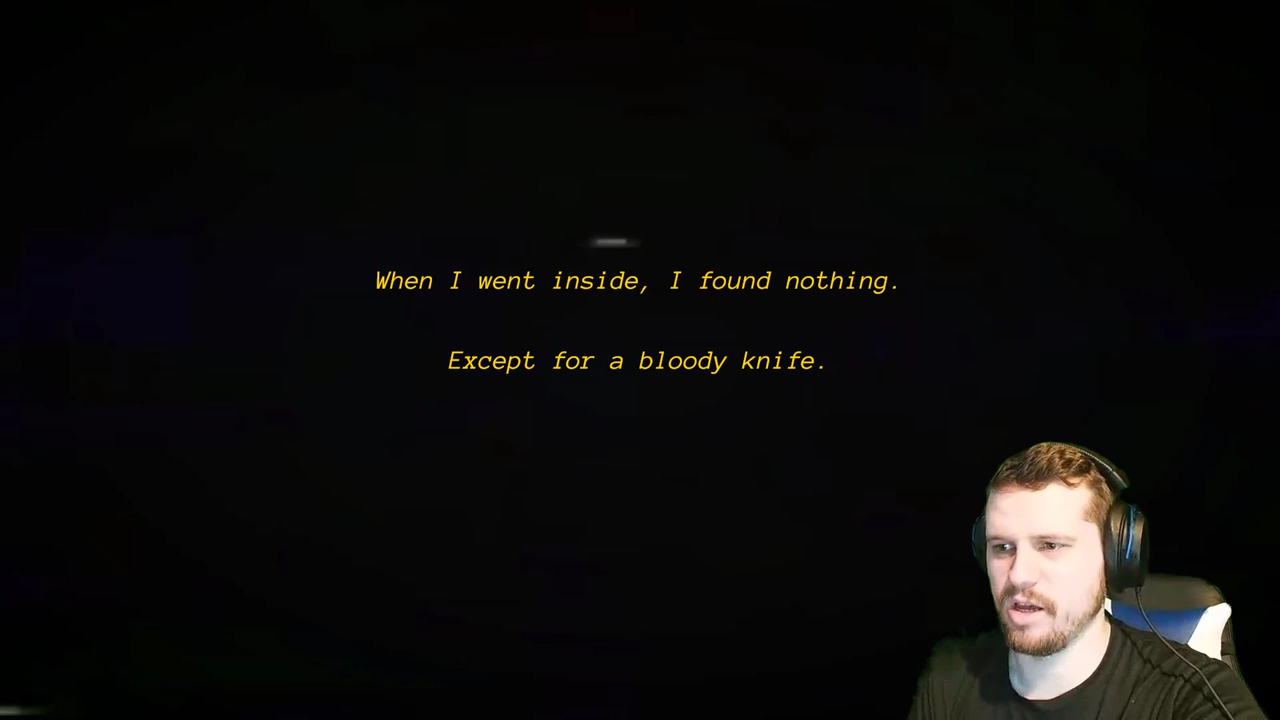 When I went inside, I found nothing.
Except for a bloody knife.